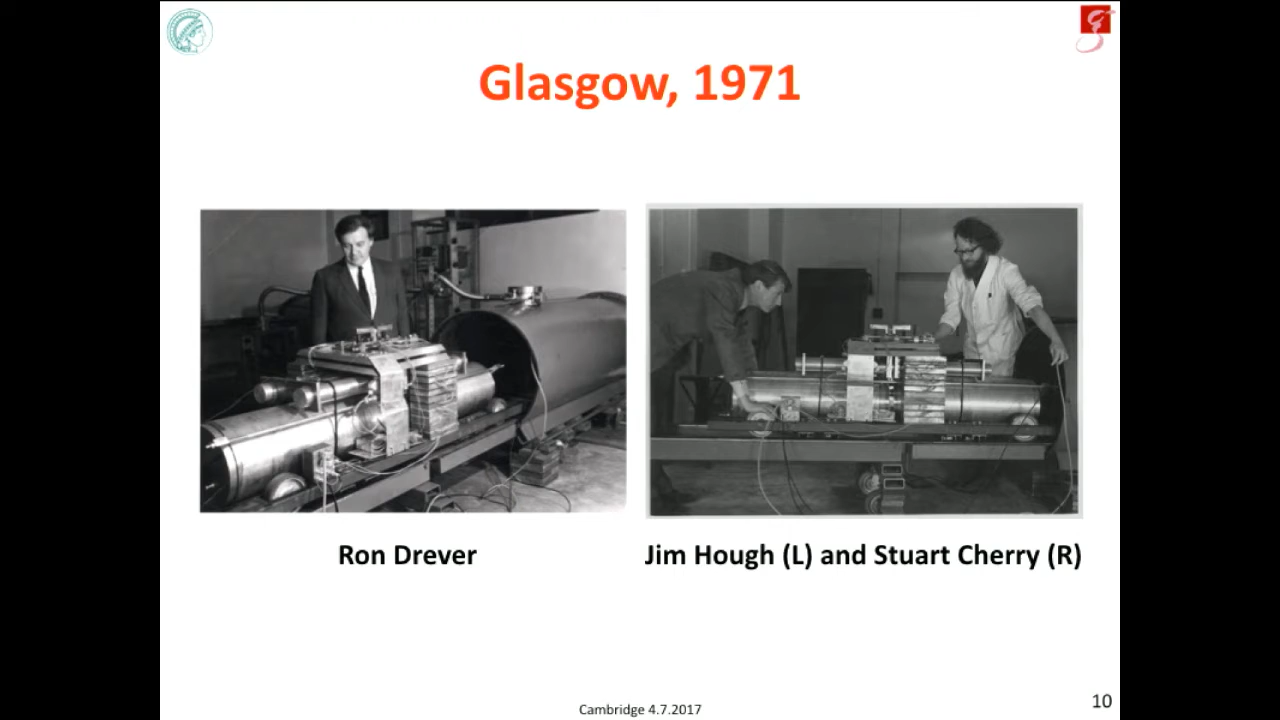 Glasgow, 1971
Ron Drever
Jim Hough (L) and Stuart Cherry (R)
Cambridge 4.7.2017
10